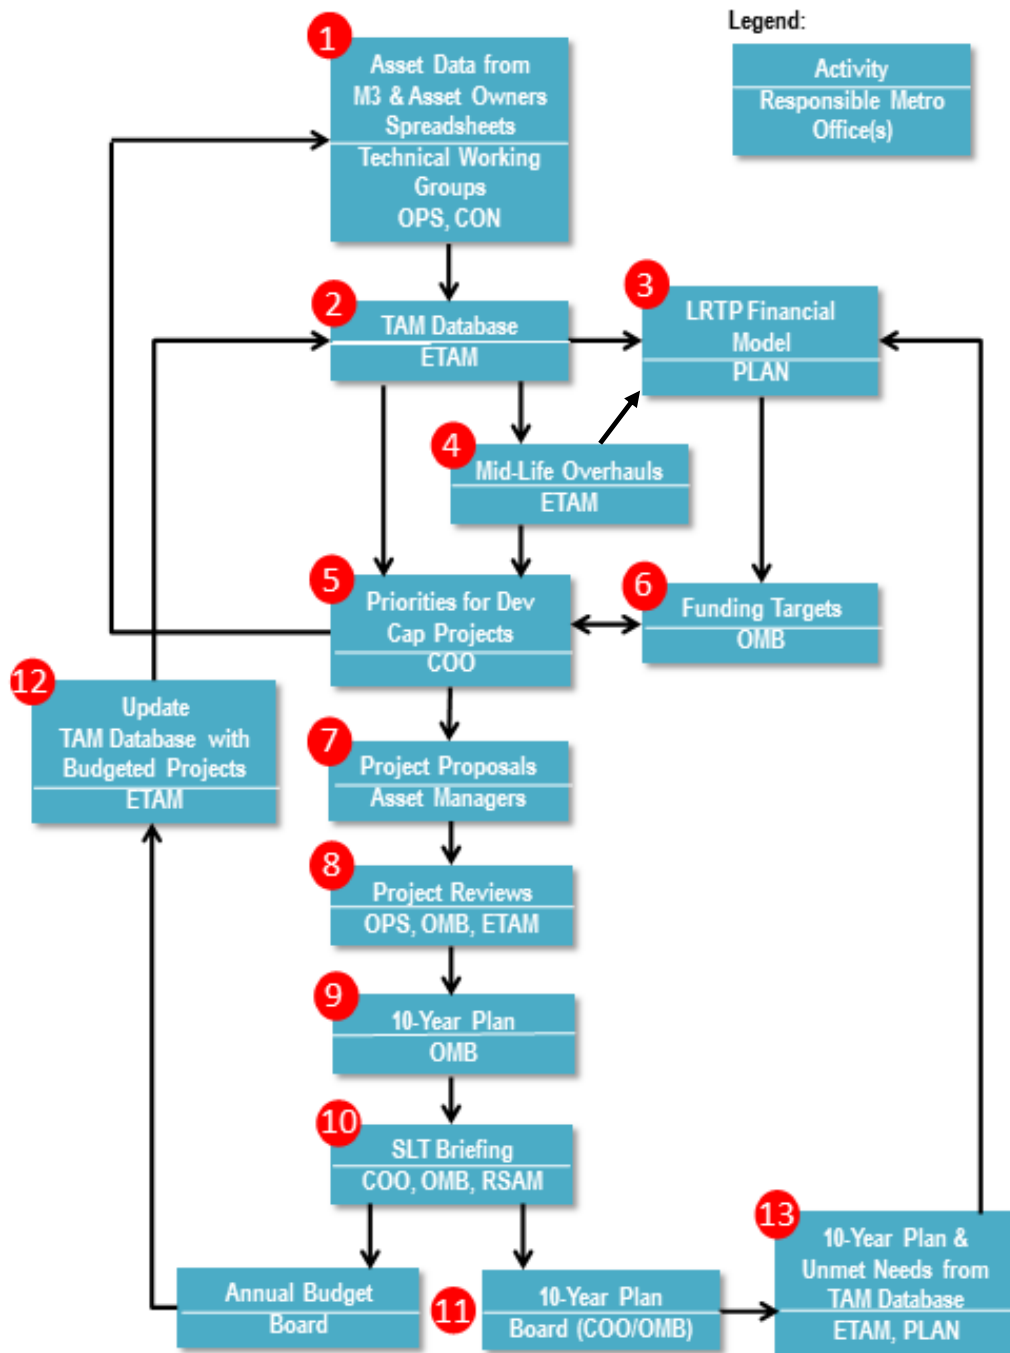 Legend:
Activity
Responsible Metro
Office(s)
1
Asset Data from
M3 & Asset Owners
Spreadsheets
Technical Working
Groups
OPS, CON
2
TAM Database
ETAM
3
LRTP Financial
Model
PLAN
4
Mid-Life Overhauls
ETAM
5
Priorities for Dev
Cap Projects
COO
6
Funding Targets
OMB
12
Update
TAM Database with
Budgeted Projects
ETAM
7
Project Proposals
Asset Managers
8
Project Reviews
OPS, OMB, ETAM
9
10-Year Plan
OMB
10
SLT Briefing
COO, OMB, RSAM
Annual Budget
Board
11
10-Year Plan
Board (COO/OMB)
13
10-Year Plan &
Unmet Needs from
TAM Database
ETAM, PLAN